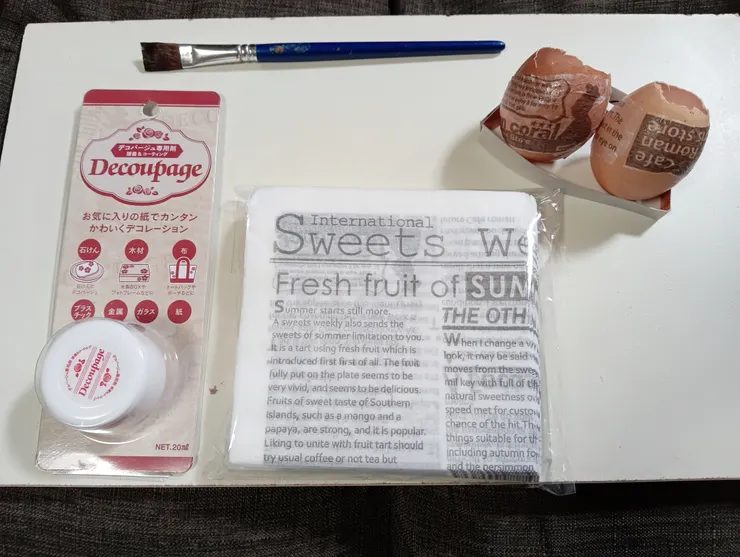 デコパージュ専用剤
接着&コーティング
Decoupage
お気に入りの紙でカンタン
かわいくデコレーション
石けん
木材
布
プラスチック
金属
ガラス
紙
Decoupage
NET.20㎖
International
Sweets We
Fresh fruit of SUN
Summer starts still more.
A sweets weekly also sends the
sweets of summer limitation to you.
It is a tart using fresh fruit which is
introduced first first of all. The fruit
fully put on the plate seems to be
very vivid, and seems to be delicious.
Fruits of sweet taste of Southern
Islands, such as a mango and a
papaya, are strong, and it is popular.
Liking to unite with fruit tart should
try usual coffee or not tea but
THE OTH
When I change a v
look, it may be said
moves from the swee
mil key with full of th
natural sweetness ov
speed met for custo
chance of the hit.Th
things suitable for th
including autumn fo
and the persimmon
coral
cafe
Roman
store